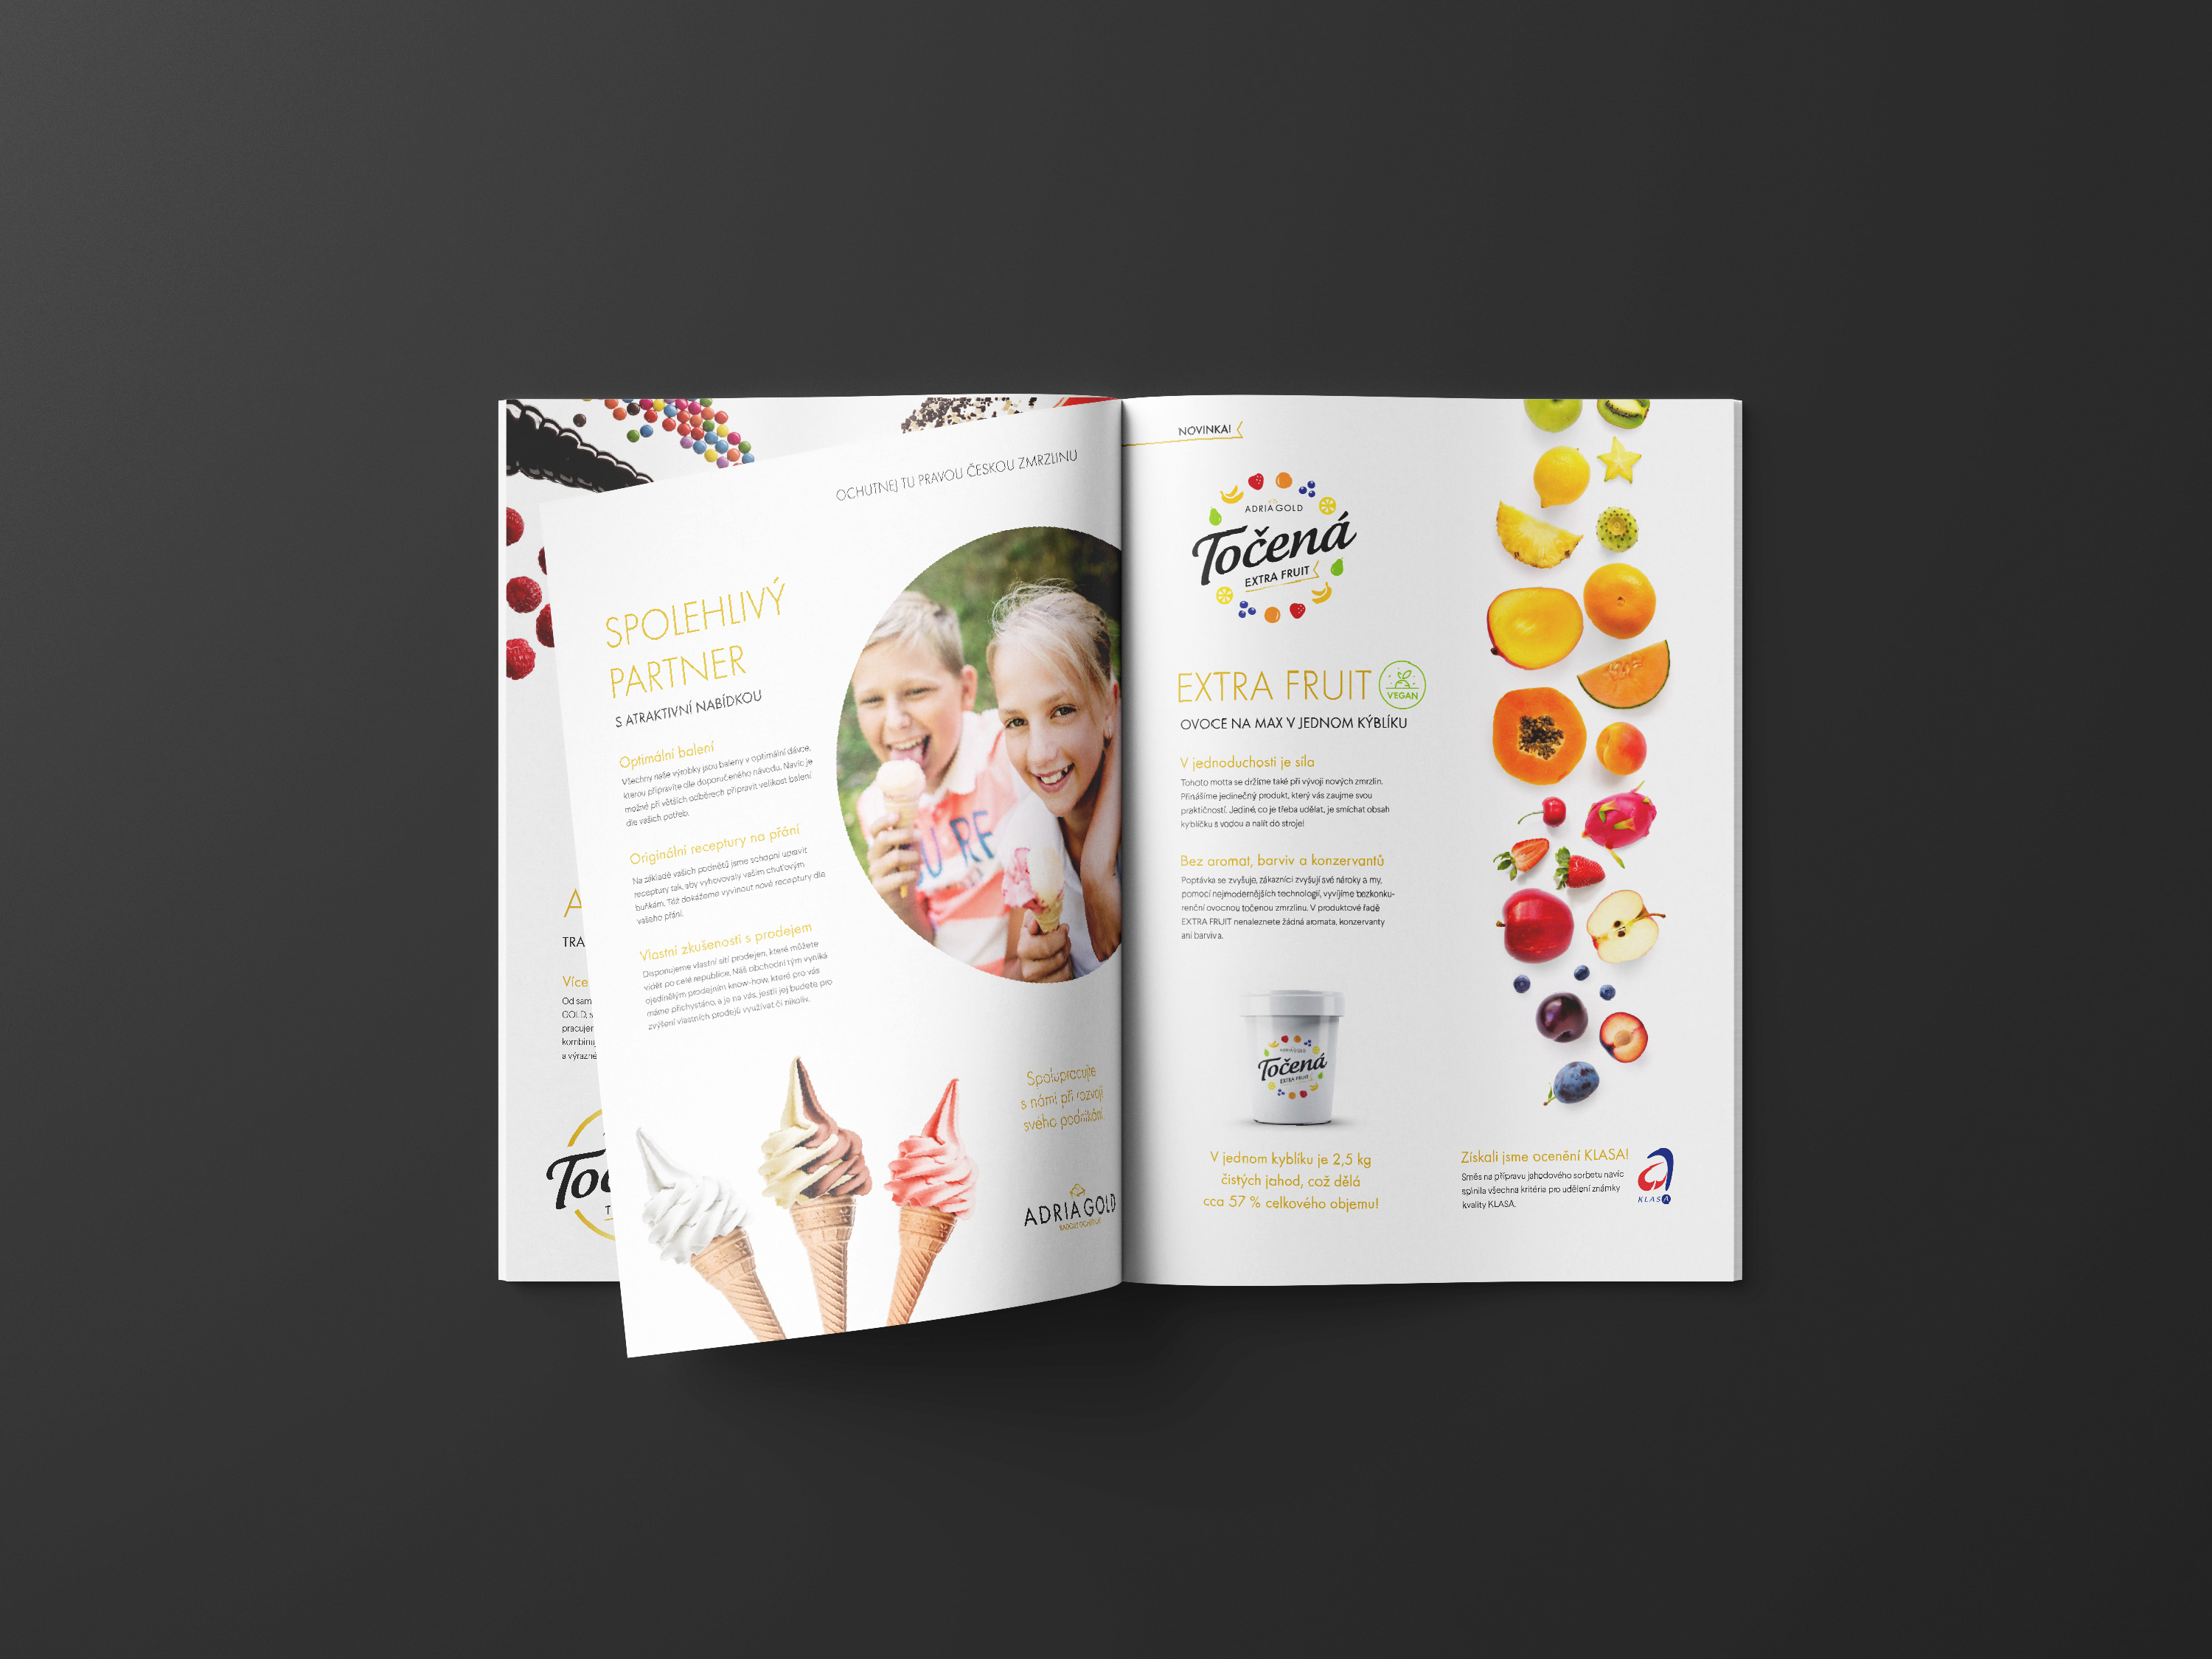 OCHUTNEJ TU PRAVOU ČESKOU ZMRZLINU
SPOLEHLIVÝ
PARTNER
S ATRAKTIVNÍ NABÍDKOU
Optimální balení
Všechny naše výrobky jsou baleny v optimální dávce,
kterou připravíte dle doporučeného návodu. Navíc je
možné při větších odběrech připravit velikost balení
dle vašich potřeb.
Originální receptury na přání
Na základě vašich podnětů jsme schopni upravit
receptury tak, aby vyhovovaly vašim chuťovým
buňkám. Též dokážeme vyvinout nové receptury dle
vašeho přání.
Vlastní zkušenosti s prodejem
Disponujeme vlastní sítí prodejen, které můžete
vidět po celé republice. Náš obchodní tým vyniká
ojedinělým prodejním know-how, které pro vás
máme přichystáno, a je na vás, jestli jej budete pro
zvýšení vlastních prodejů využívat či nikoliv.
Spolupracujte
s námi při rozvoji
svého podnikání
ADRIA GOLD
A
TRA
Více
Od sam
GOLD, s
pracujer
kombinu
a výrazné
Toč
T
NOVINKA!
ADRIA GOLD
Točená
EXTRA FRUIT
EXTRA FRUIT
VEGAN
OVOCE NA MAX V JEDNOM KÝBLÍKU
V jednoduchosti je síla
Tohoto motta se držíme také při vývoji nových zmrzlin.
Přinášíme jedinečný produkt, který vás zaujme svou
praktičností. Jediné, co je třeba udělat, je smíchat obsah
kyblíčku s vodou a nalít do stroje!
Bez aromat, barviv a konzervantů
Poptávka se zvyšuje, zákazníci zvyšují své nároky a my,
pomocí nejmodernějších technologií, vyvíjíme bezkonku-
renční ovocnou točenou zmrzlinu. V produktové řadě
EXTRA FRUIT nenaleznete žádná aromata, konzervanty
ani barviva.
ADRIA GOLD
Točená
EXTRA FRUIT
V jednom kyblíku je 2,5 kg
čistých jahod, což dělá
cca 57 % celkového objemu!
Získali jsme ocenění KLASA!
Směs na přípravu jahodového sorbetu navíc
splnila všechna kritéria pro udělení známky
kvality KLASA.
KLASA